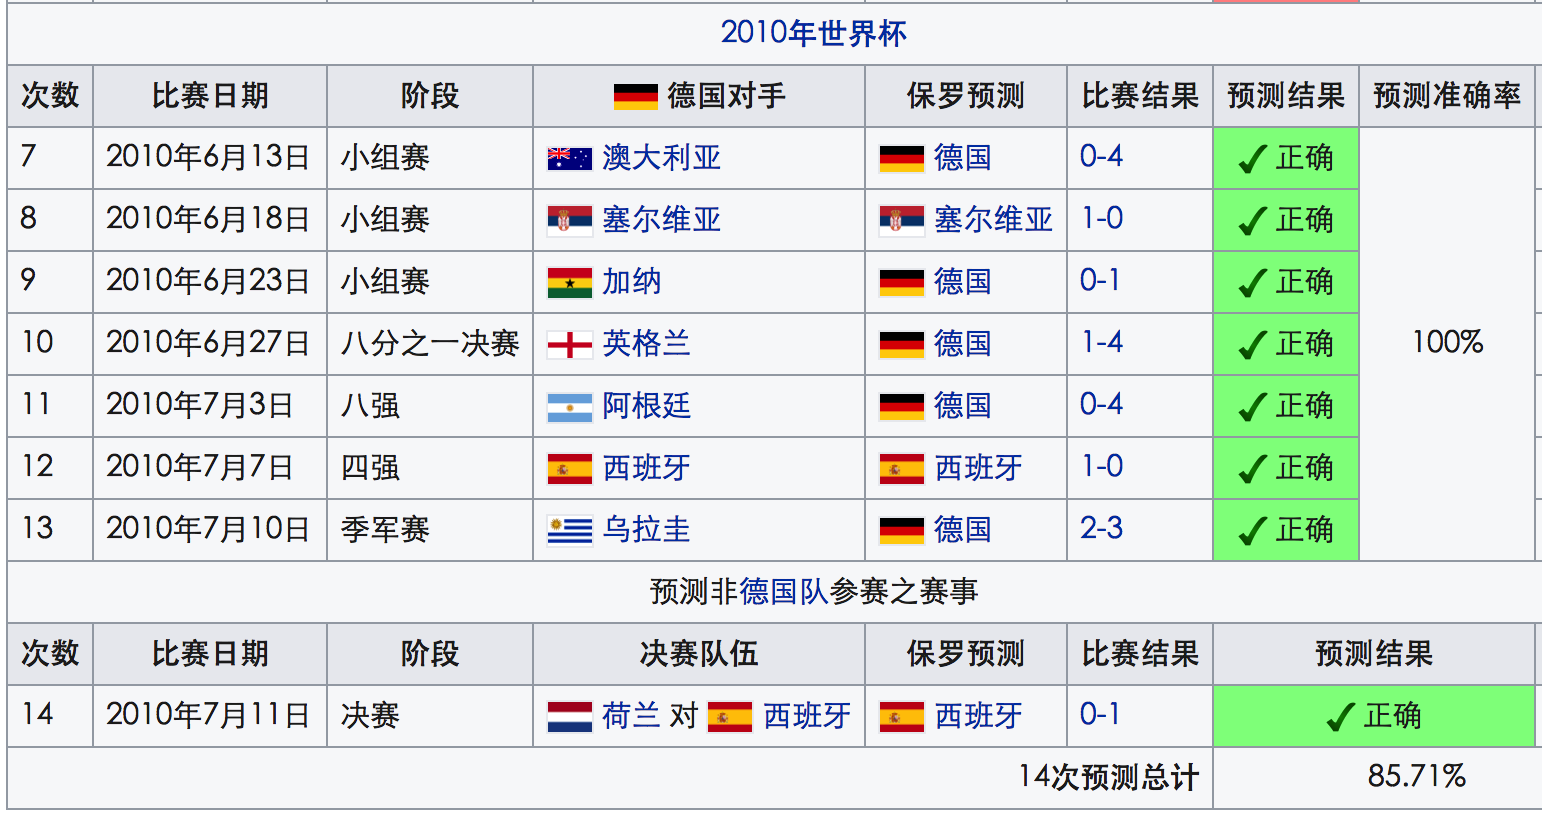 2010年世界杯
次数 比赛日期 阶段 德国对手 保罗预测 比赛结果 预测结果 预测准确率
7 2010年6月13日 小组赛 澳大利亚 德国 0-4 ✓ 正确
8 2010年6月18日 小组赛 塞尔维亚 塞尔维亚 1-0 ✓ 正确
9 2010年6月23日 小组赛 加纳 德国 0-1 ✓ 正确
10 2010年6月27日 八分之一决赛 英格兰 德国 1-4 ✓ 正确 100%
11 2010年7月3日 八强 阿根廷 德国 0-4 ✓ 正确
12 2010年7月7日 四强 西班牙 西班牙 1-0 ✓ 正确
13 2010年7月10日 季军赛 乌拉圭 德国 2-3 ✓ 正确
预测非德国队参赛之赛事
次数 比赛日期 阶段 决赛队伍 保罗预测 比赛结果 预测结果
14 2010年7月11日 决赛 荷兰 对 西班牙 西班牙 0-1 ✓ 正确
14次预测总计 85.71%